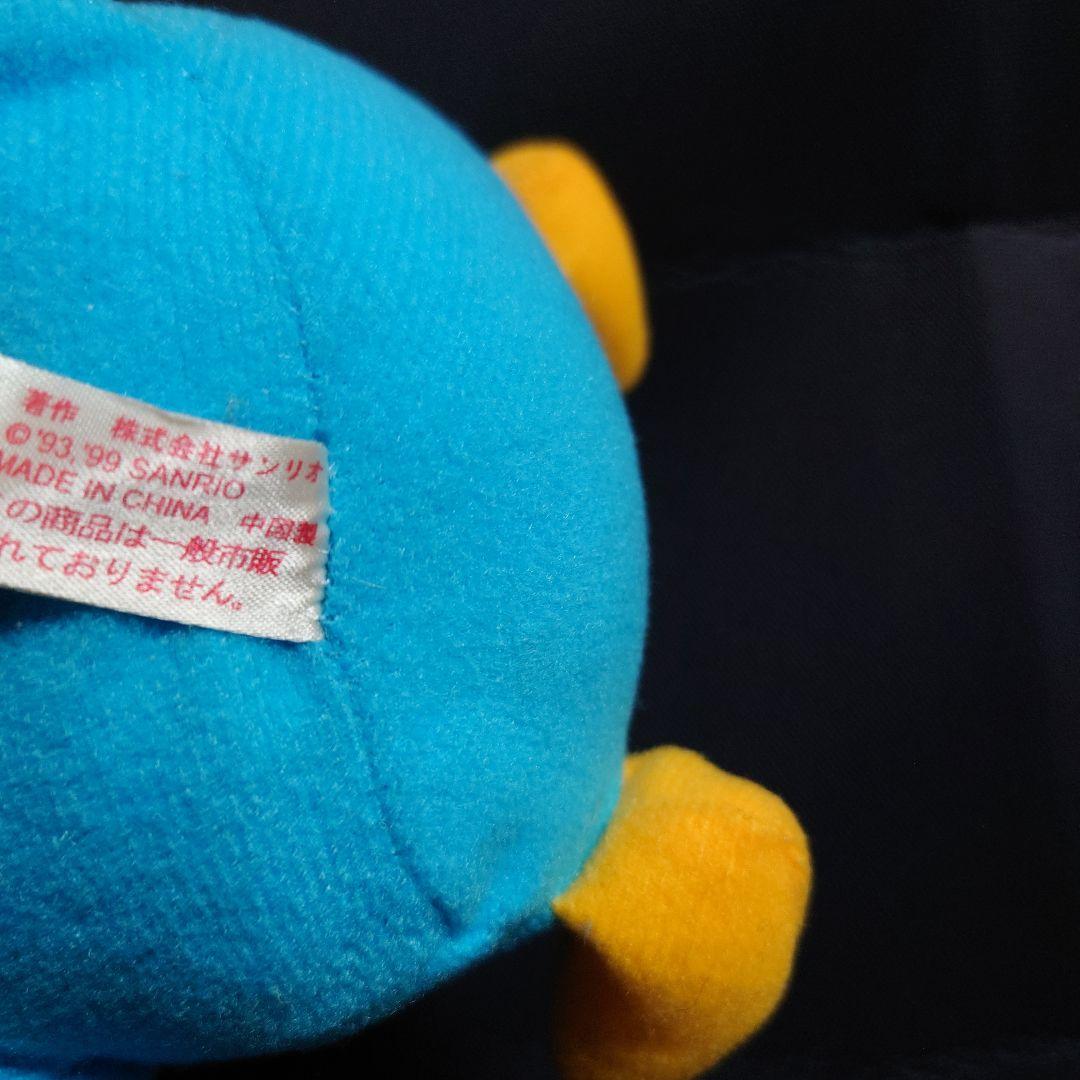 著作 株式会社サンリオ
© '93, '99 SANRIO
MADE IN CHINA 中国製
の商品は一般市販
れておりません。